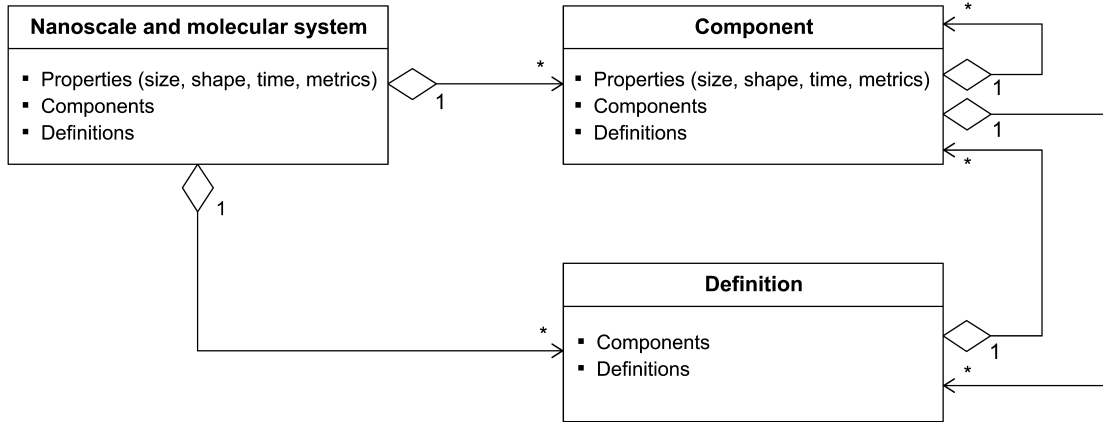 Nanoscale and molecular system
▪ Properties (size, shape, time, metrics)
▪ Components
▪ Definitions
1
*
1
*
Component
▪ Properties (size, shape, time, metrics)
▪ Components
▪ Definitions
*
1
1
*
Definition
▪ Components
▪ Definitions
1
*